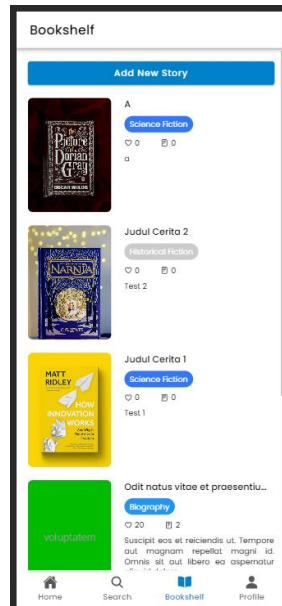 Bookshelf
Add New Story
The
Picture
of
Dorian
Gray
OSCAR WILDE
A
Science Fiction
0 0
a
NARNIA
Judul Cerita 2
Historical Fiction
0 0
Test 2
MATT
RIDLEY
HOW
INNOVATION
WORKS
Judul Cerita 1
Science Fiction
0 0
Test 1
voluptatem
Odit natus vitae et praesentiu...
Biography
20 2
Suscipit eos et reiciendis ut. Tempore
aut magnam repellat magni id.
Omnis sit aut libero ea aspernatur
Home Search Bookshelf Profile